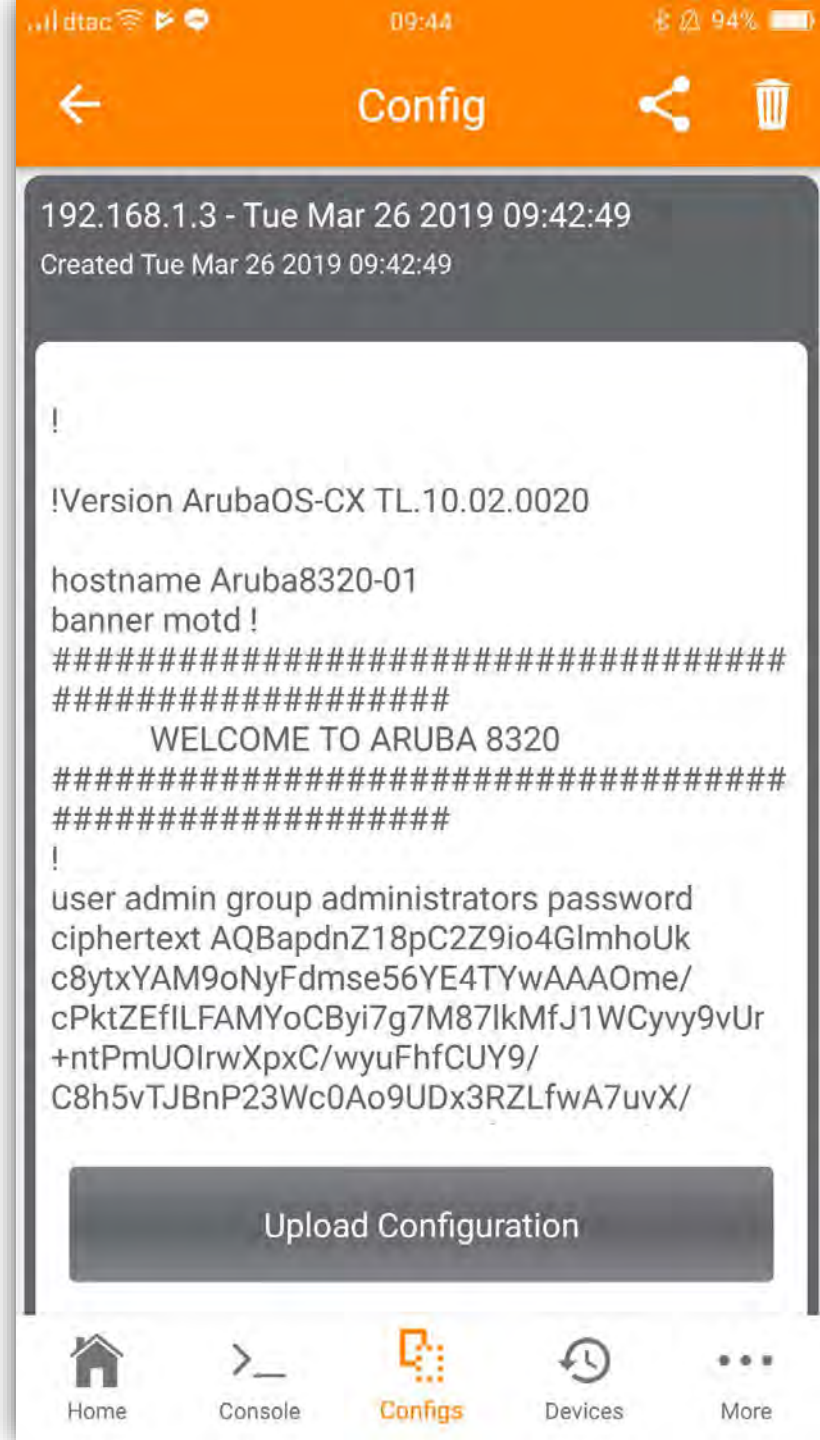 dtac
09:44
94%
Config
192.168.1.3 - Tue Mar 26 2019 09:42:49
Created Tue Mar 26 2019 09:42:49
!
!Version ArubaOS-CX TL.10.02.0020
hostname Aruba8320-01
banner motd !
###################################
###################
WELCOME TO ARUBA 8320
###################################
###################
!
user admin group administrators password
ciphertext AQBapdnZ18pC2Z9io4GlmhoUk
c8ytxYAM9oNyFdmse56YE4TYwAAAOme/
cPktZEfILFAMYoCByi7g7M87lkMfJ1WCyvy9vUr
+ntPmUOIrwXpxC/wyuFhfCUY9/
C8h5vTJBnP23Wc0Ao9UDx3RZLfwA7uvX/
Upload Configuration
Home
Console
Configs
Devices
More